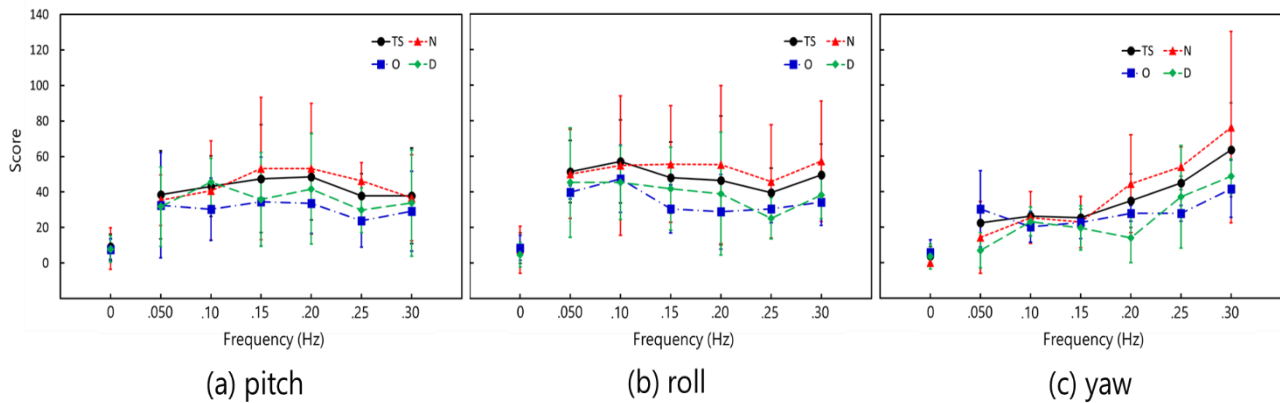 140
120
100
80
60
40
20
0
Score
TS N
O D
0 .050 .10 .15 .20 .25 .30
Frequency (Hz)
(a) pitch
TS N
O D
0 .050 .10 .15 .20 .25 .30
Frequency (Hz)
(b) roll
TS N
O D
0 .050 .10 .15 .20 .25 .30
Frequency (Hz)
(c) yaw